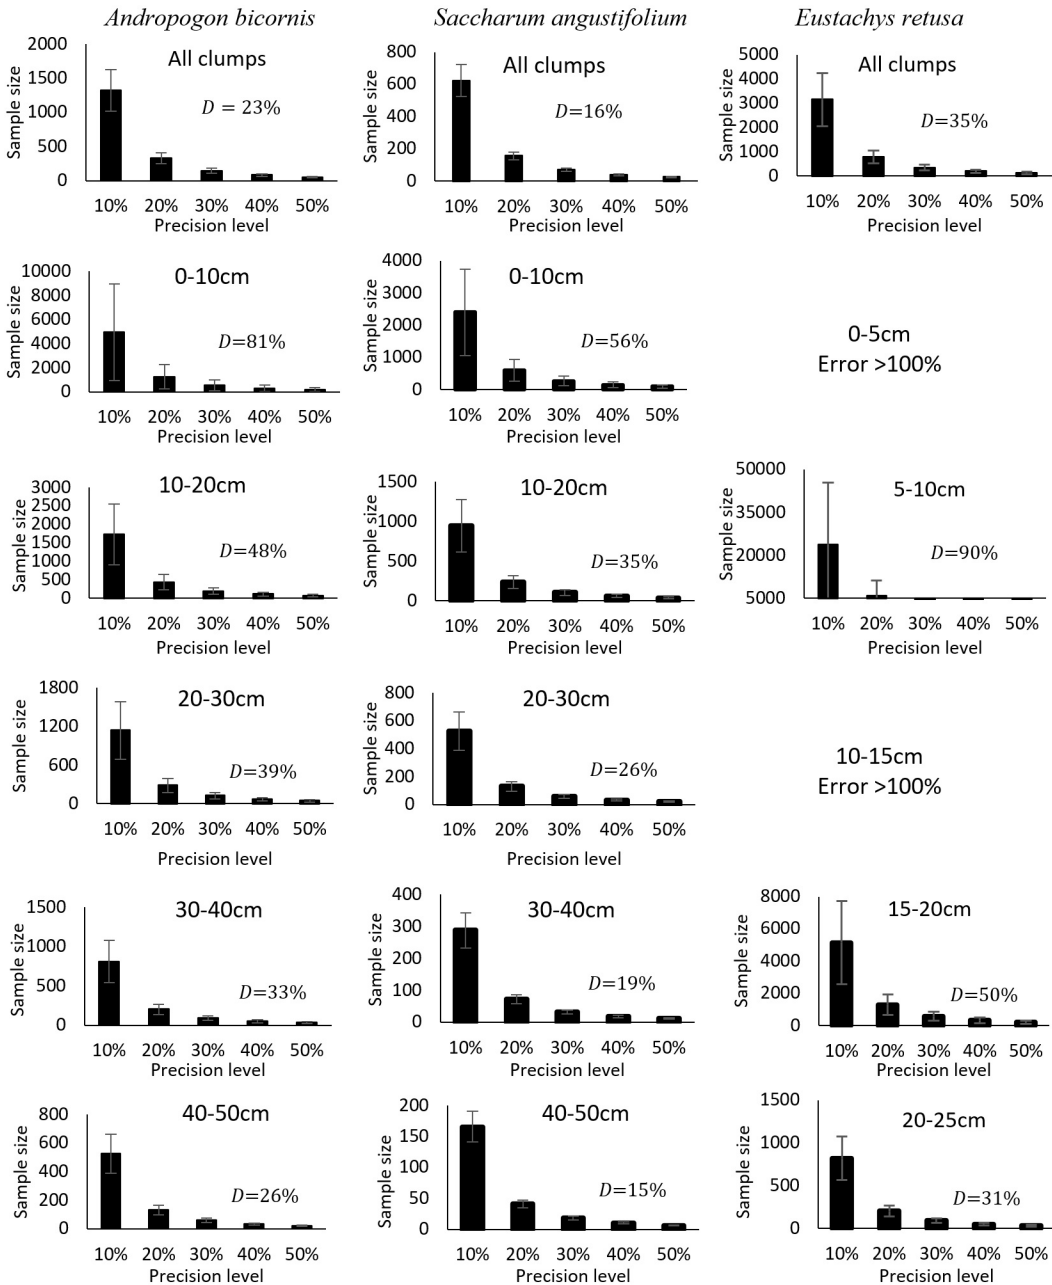 Andropogon bicornis
Saccharum angustifolium
Eustachys retusa
All clumps
D = 23%
Sample size
2000
1500
1000
500
0
10% 20% 30% 40% 50%
Precision level
All clumps
D=16%
Sample size
800
600
400
200
0
10% 20% 30% 40% 50%
Precision level
All clumps
D=35%
Sample size
5000
4000
3000
2000
1000
0
10% 20% 30% 40% 50%
Precision level
0-10cm
D=81%
Sample size
10000
8000
6000
4000
2000
0
10% 20% 30% 40% 50%
Precision level
0-10cm
D=56%
Sample size
4000
3000
2000
1000
0
10% 20% 30% 40% 50%
Precision level
0-5cm
Error >100%
10-20cm
D=48%
Sample size
3000
2500
2000
1500
1000
500
0
10% 20% 30% 40% 50%
Precision level
10-20cm
D=35%
Sample size
1500
1000
500
0
10% 20% 30% 40% 50%
Precision level
5-10cm
D=90%
Sample size
50000
35000
20000
5000
10% 20% 30% 40% 50%
Precision level
20-30cm
D=39%
Sample size
1800
1200
600
0
10% 20% 30% 40% 50%
Precision level
20-30cm
D=26%
Sample size
800
600
400
200
0
10% 20% 30% 40% 50%
Precision level
10-15cm
Error >100%
30-40cm
D=33%
Sample size
1500
1000
500
0
10% 20% 30% 40% 50%
Precision level
30-40cm
D=19%
Sample size
400
300
200
100
0
10% 20% 30% 40% 50%
Precision level
15-20cm
D=50%
Sample size
8000
6000
4000
2000
0
10% 20% 30% 40% 50%
Precision level
40-50cm
D=26%
Sample size
800
600
400
200
0
10% 20% 30% 40% 50%
Precision level
40-50cm
D=15%
Sample size
200
150
100
50
0
10% 20% 30% 40% 50%
Precision level
20-25cm
D=31%
Sample size
1500
1000
500
0
10% 20% 30% 40% 50%
Precision level